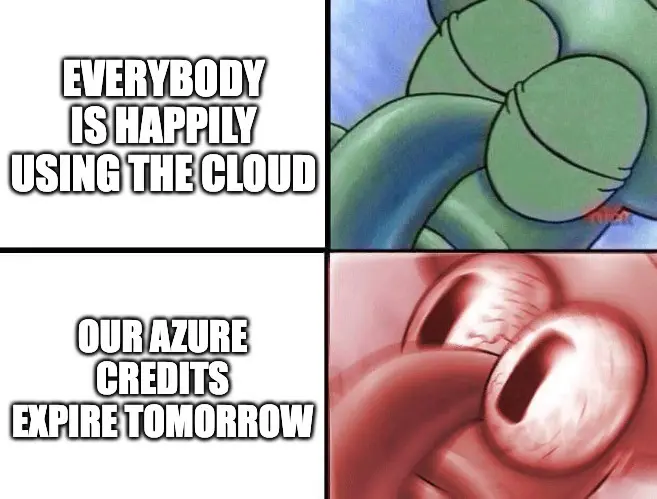 EVERYBODY
IS HAPPILY
USING THE CLOUD
OUR AZURE
CREDITS
EXPIRE TOMORROW